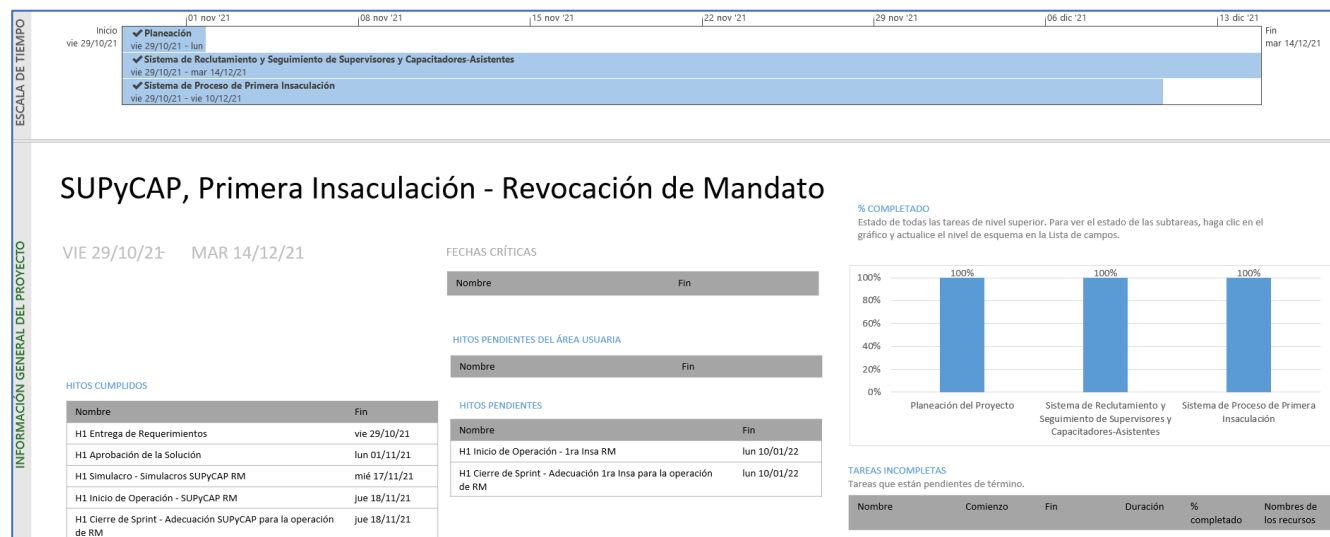 ESCALA DE TIEMPO
01 nov '21
08 nov '21
15 nov '21
22 nov '21
29 nov '21
06 dic '21
13 dic '21
Inicio
vie 29/10/21
Planeación
vie 29/10/21 - lun
Sistema de Reclutamiento y Seguimiento de Supervisores y Capacitadores-Asistentes
vie 29/10/21 - mar 14/12/21
Sistema de Proceso de Primera Insaculación
vie 29/10/21 - vie 10/12/21
Fin
mar 14/12/21
INFORMACIÓN GENERAL DEL PROYECTO
SUPyCAP, Primera Insaculación - Revocación de Mandato
VIE 29/10/21- MAR 14/12/21
HITOS CUMPLIDOS
Nombre Fin
H1 Entrega de Requerimientos vie 29/10/21
H1 Aprobación de la Solución lun 01/11/21
H1 Simulacro - Simulacros SUPyCAP RM mié 17/11/21
H1 Inicio de Operación - SUPyCAP RM jue 18/11/21
H1 Cierre de Sprint - Adecuación SUPyCAP para la operación jue 18/11/21
de RM
FECHAS CRÍTICAS
Nombre Fin
HITOS PENDIENTES DEL ÁREA USUARIA
Nombre Fin
HITOS PENDIENTES
Nombre Fin
H1 Inicio de Operación - 1ra Insa RM lun 10/01/22
H1 Cierre de Sprint - Adecuación 1ra Insa para la operación lun 10/01/22
de RM
% COMPLETADO
Estado de todas las tareas de nivel superior. Para ver el estado de las subtareas, haga clic en el
gráfico y actualice el nivel de esquema en la Lista de campos.
100%
80%
60%
40%
20%
0%
100%
100%
100%
Planeación del Proyecto
Sistema de Reclutamiento y
Seguimiento de Supervisores y
Capacitadores-Asistentes
Sistema de Proceso de Primera
Insaculación
TAREAS INCOMPLETAS
Tareas que están pendientes de término.
Nombre Comienzo Fin Duración % Nombres de
completado los recursos